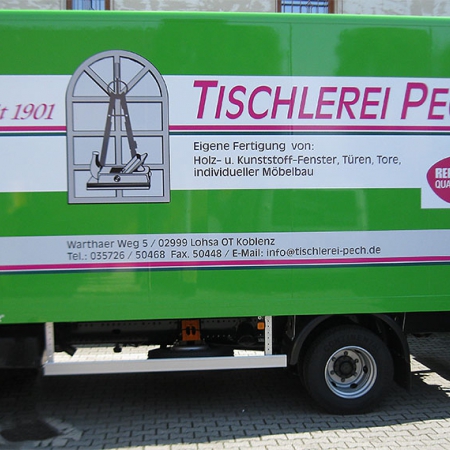 1901
TISCHLEREI
Eigene Fertigung von:
Holz- u. Kunststoff-Fenster, Türen, Tore,
individueller Möbelbau
Warthaer Weg 5 / 02999 Lohsa OT Koblenz
Tel.: 035726 / 50468 Fax. 50448 / E-Mail: info@tischlerei-pech.de